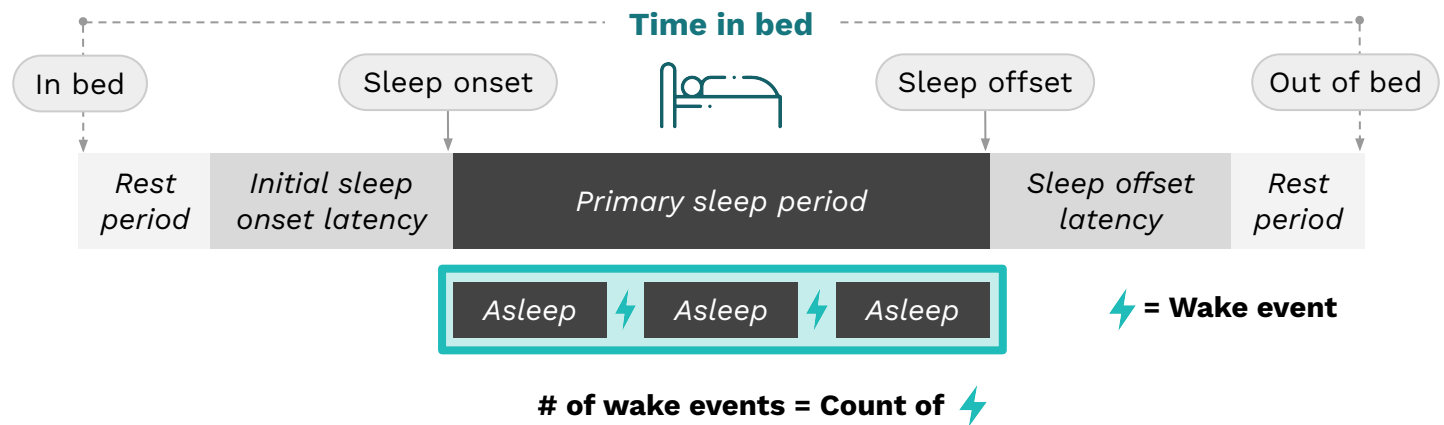 Time in bed
In bed
Sleep onset
Sleep offset
Out of bed
Rest
period
Initial sleep
onset latency
Primary sleep period
Sleep offset
latency
Rest
period
Asleep
Asleep
Asleep
= Wake event
# of wake events = Count of